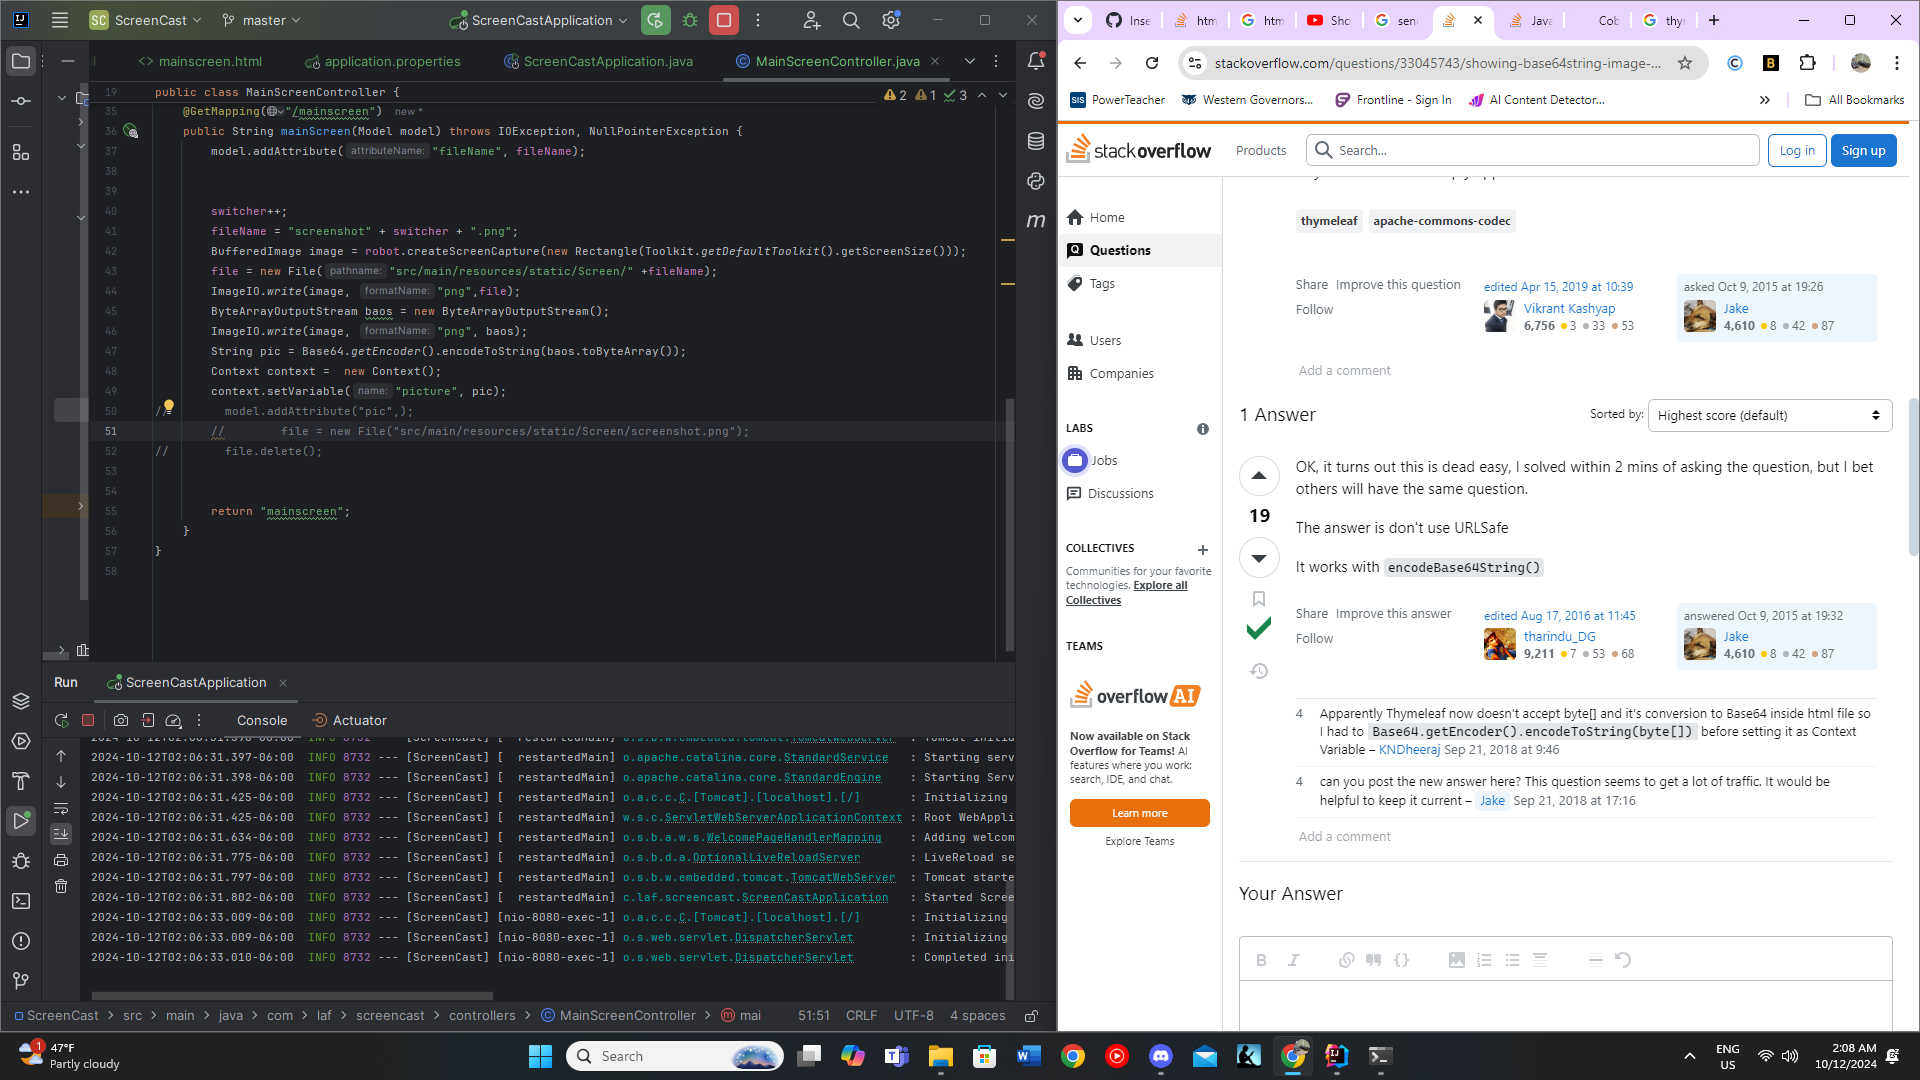 SC ScreenCast
master
ScreenCastApplication
mainscreen.html
application.properties
ScreenCastApplication.java
MainScreenController.java
19 public class MainScreenController {
2 1 3
35 @GetMapping("/mainscreen") new *
36 public String mainScreen(Model model) throws IOException, NullPointerException {
37 model.addAttribute( attributeName: "fileName", fileName);
38
39
40 switcher++;
41 fileName = "screenshot" + switcher + ".png";
42 BufferedImage image = robot.createScreenCapture(new Rectangle(Toolkit.getDefaultToolkit().getScreenSize()));
43 file = new File( pathname: "src/main/resources/static/Screen/" +fileName);
44 ImageIO.write(image, formatName: "png",file);
45 ByteArrayOutputStream baos = new ByteArrayOutputStream();
46 ImageIO.write(image, formatName: "png", baos);
47 String pic = Base64.getEncoder().encodeToString(baos.toByteArray());
48 Context context = new Context();
49 context.setVariable( name: "picture", pic);
50 // model.addAttribute("pic",);
51 // file = new File("src/main/resources/static/Screen/screenshot.png");
52 // file.delete();
53
54
55 return "mainscreen";
56 }
57 }
58
Run ScreenCastApplication
Console Actuator
2024-10-12T02:06:31.397-06:00 INFO 8732 --- [ScreenCast] [ restartedMain] o.apache.catalina.core.StandardService : Starting serv
2024-10-12T02:06:31.398-06:00 INFO 8732 --- [ScreenCast] [ restartedMain] o.apache.catalina.core.StandardEngine : Starting Serv
2024-10-12T02:06:31.425-06:00 INFO 8732 --- [ScreenCast] [ restartedMain] o.a.c.c.C.[Tomcat].[localhost].[/] : Initializing
2024-10-12T02:06:31.425-06:00 INFO 8732 --- [ScreenCast] [ restartedMain] w.s.c.ServletWebServerApplicationContext : Root WebAppli
2024-10-12T02:06:31.634-06:00 INFO 8732 --- [ScreenCast] [ restartedMain] o.s.b.a.w.s.WelcomePageHandlerMapping : Adding welcom
2024-10-12T02:06:31.775-06:00 INFO 8732 --- [ScreenCast] [ restartedMain] o.s.b.d.a.OptionalLiveReloadServer : LiveReload se
2024-10-12T02:06:31.797-06:00 INFO 8732 --- [ScreenCast] [ restartedMain] o.s.b.w.embedded.tomcat.TomcatWebServer : Tomcat starte
2024-10-12T02:06:31.802-06:00 INFO 8732 --- [ScreenCast] [ restartedMain] c.laf.screencast.ScreenCastApplication : Started Scree
2024-10-12T02:06:33.009-06:00 INFO 8732 --- [ScreenCast] [nio-8080-exec-1] o.a.c.c.C.[Tomcat].[localhost].[/] : Initializing
2024-10-12T02:06:33.009-06:00 INFO 8732 --- [ScreenCast] [nio-8080-exec-1] o.s.web.servlet.DispatcherServlet : Initializing
2024-10-12T02:06:33.010-06:00 INFO 8732 --- [ScreenCast] [nio-8080-exec-1] o.s.web.servlet.DispatcherServlet : Completed ini
ScreenCast > src > main > java > com > laf > screencast > controllers > MainScreenController > mai
51:51 CRLF UTF-8 4 spaces
Inse htm htm Sho sen Java Cob thyr
stackoverflow.com/questions/33045743/showing-base64string-image-...
PowerTeacher Western Governors... Frontline - Sign In AI Content Detector... All Bookmarks
stackoverflow
Products
Search...
Log in
Sign up
Home
Questions
Tags
Users
Companies
LABS
Jobs
Discussions
COLLECTIVES
Communities for your favorite
technologies. Explore all
Collectives
TEAMS
overflow AI
Now available on Stack
Overflow for Teams! AI
features where you work:
search, IDE, and chat.
Learn more
Explore Teams
thymeleaf apache-commons-codec
Share Improve this question
Follow
edited Apr 15, 2019 at 10:39
Vikrant Kashyap
6,756 3 33 53
asked Oct 9, 2015 at 19:26
Jake
4,610 8 42 87
Add a comment
1 Answer
Sorted by: Highest score (default)
19
OK, it turns out this is dead easy, I solved within 2 mins of asking the question, but I bet
others will have the same question.
The answer is don't use URLSafe
It works with encodeBase64String()
Share Improve this answer
Follow
edited Aug 17, 2016 at 11:45
tharindu_DG
9,211 7 53 68
answered Oct 9, 2015 at 19:32
Jake
4,610 8 42 87
4 Apparently Thymeleaf now doesn't accept byte[] and it's conversion to Base64 inside html file so
I had to Base64.getEncoder().encodeToString(byte[]) before setting it as Context
Variable – KNDheeraj Sep 21, 2018 at 9:46
4 can you post the new answer here? This question seems to get a lot of traffic. It would be
helpful to keep it current – Jake Sep 21, 2018 at 17:16
Add a comment
Your Answer
B I
1
47°F
Partly cloudy
Search
ENG
US
2:08 AM
10/12/2024